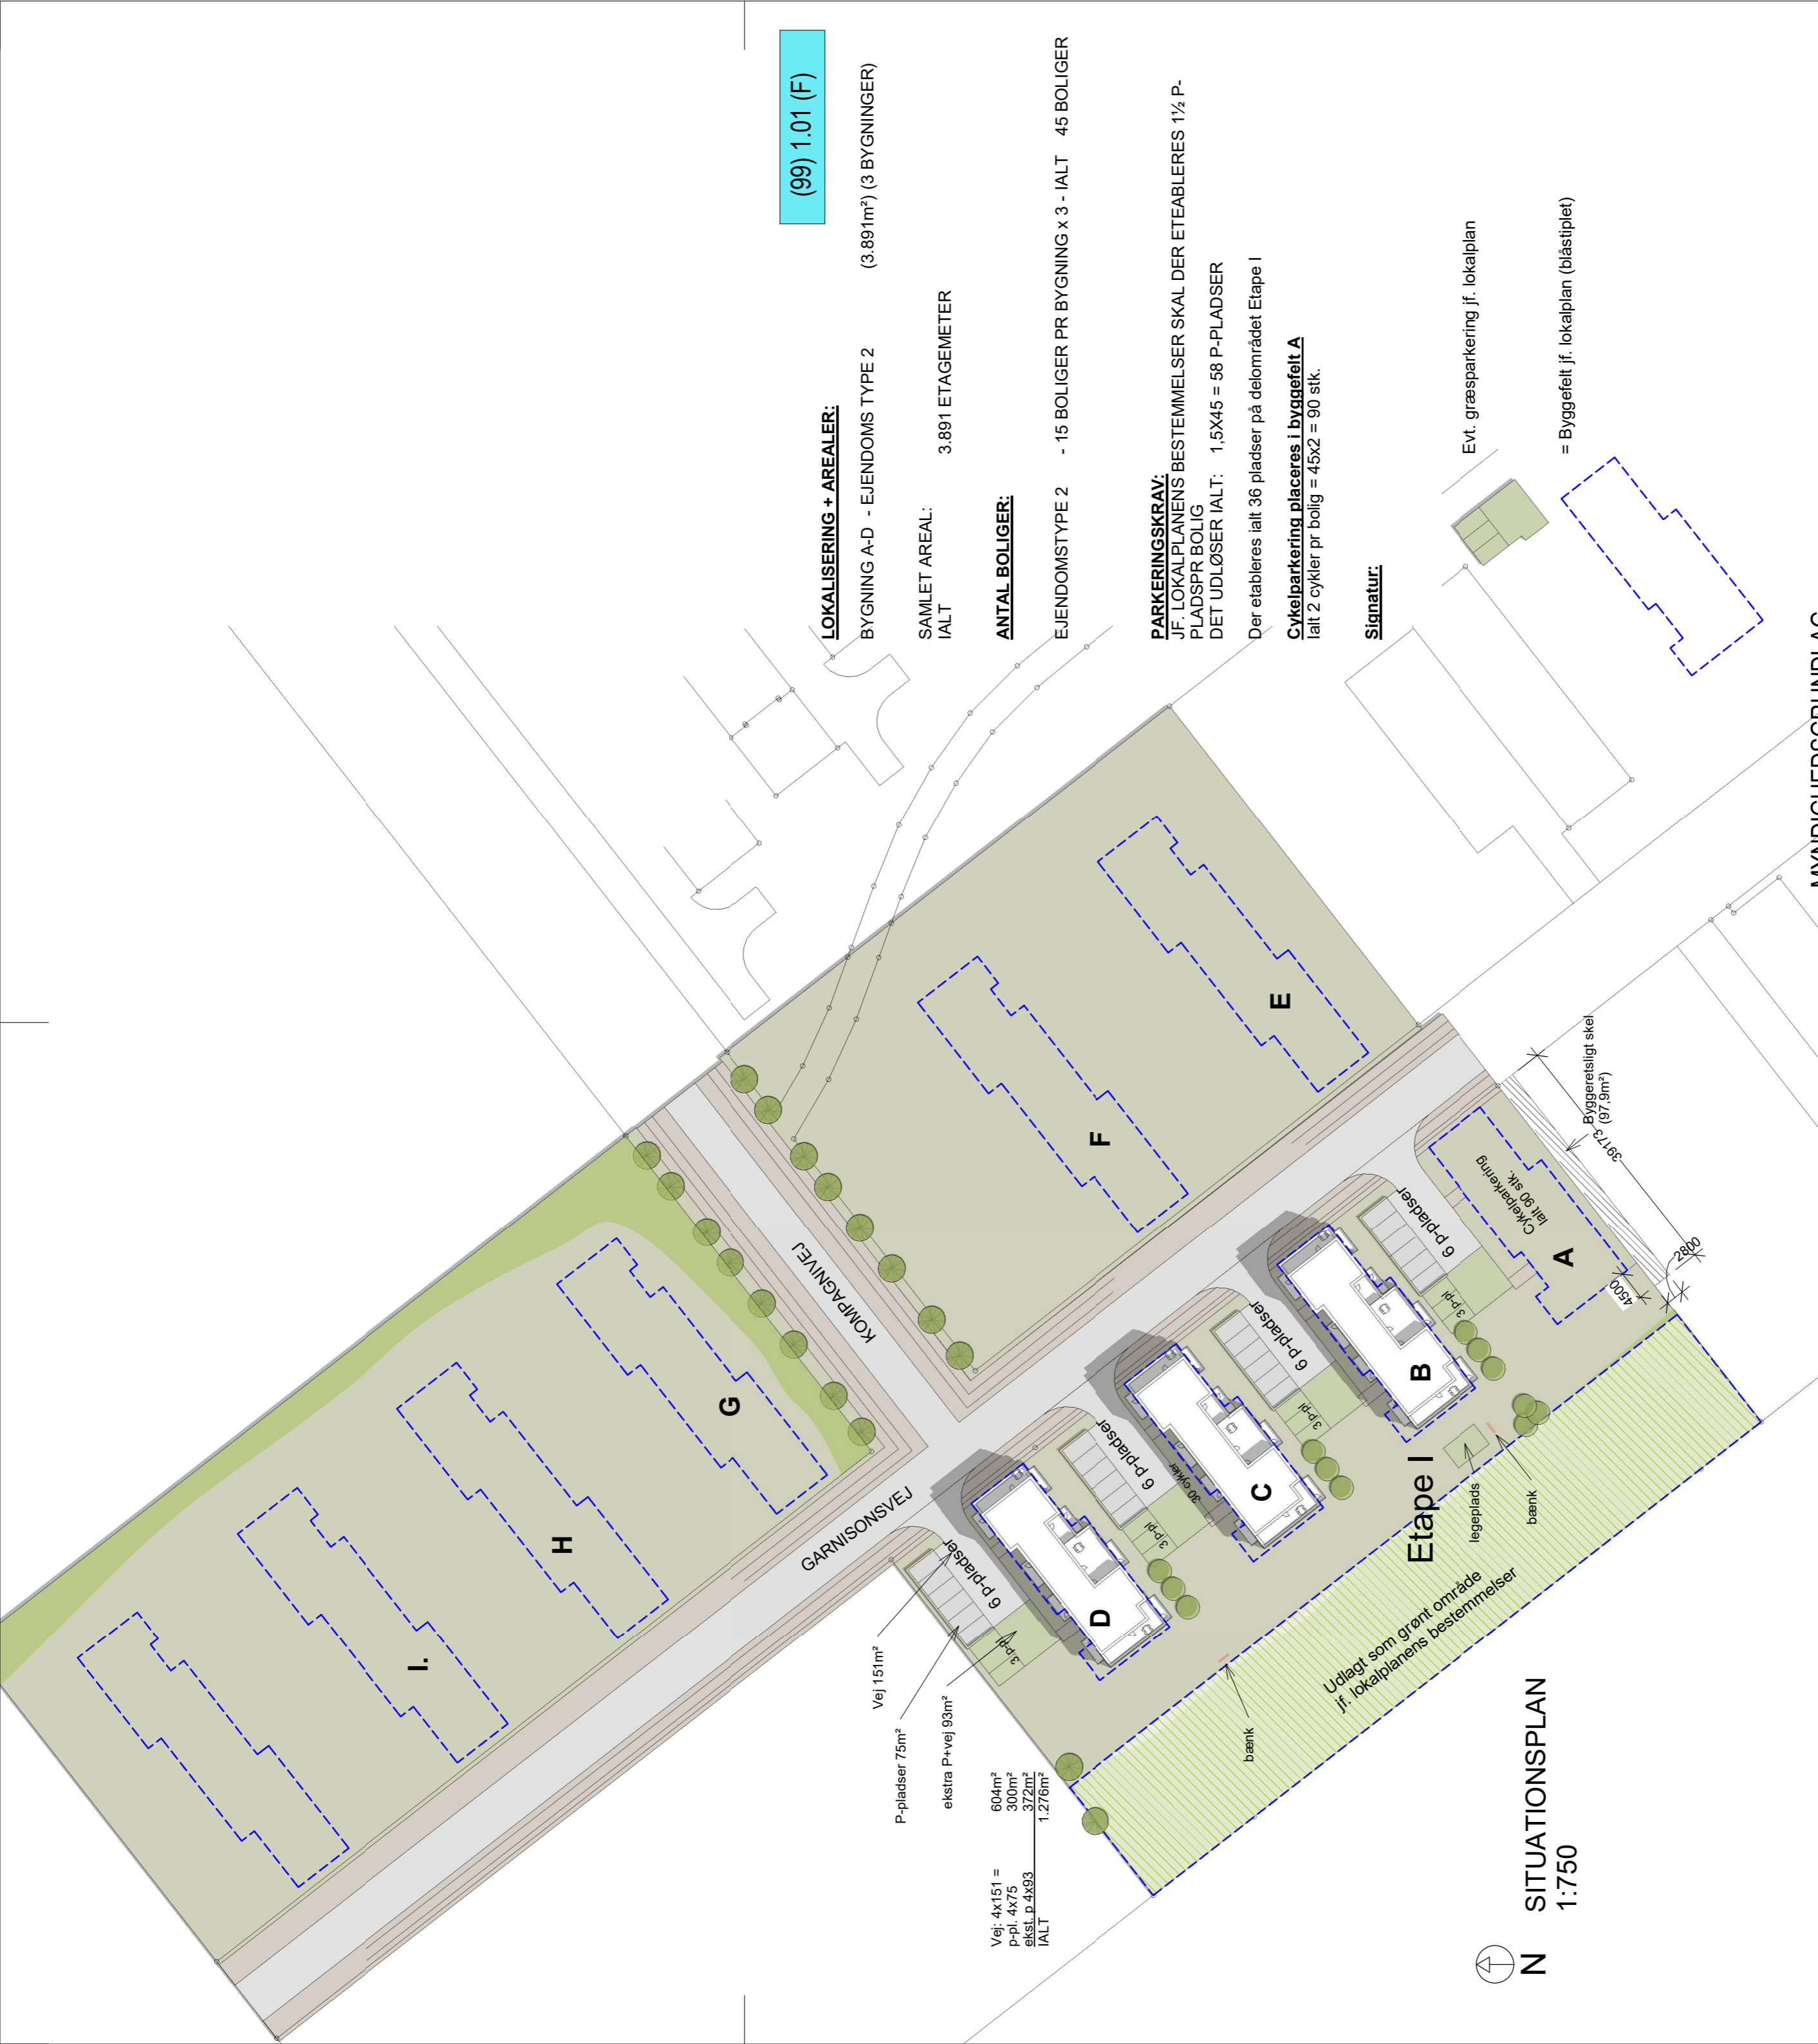 (99) 1.01 (F)
LOKALISERING + AREALER:
BYGNING A-D - EJENDOMS TYPE 2 (3.891m²) (3 BYGNINGER)
SAMLET AREAL:
IALT 3.891 ETAGEMETER
ANTAL BOLIGER:
EJENDOMSTYPE 2 - 15 BOLIGER PR BYGNING x 3 - IALT 45 BOLIGER
PARKERINGSKRAV:
JF. LOKALPLANENS BESTEMMELSER SKAL DER ETEABLERES 1½ P-
PLADSPR BOLIG
DET UDLØSER IALT: 1,5X45 = 58 P-PLADSER
Der etableres ialt 36 pladser på delområdet Etape I
Cykelparkering placeres i byggefelt A
Ialt 2 cykler pr bolig = 45x2 = 90 stk.
Signatur:
Evt. græsparkering jf. lokalplan
= Byggefelt jf. lokalplan (blåstiplet)
I.
H
G
F
E
KOMPAGNIVEJ
GARNISONSVEJ
Vej 151m²
P-pladser 75m²
ekstra P+vej 93m²
6 p-pladser
3 p-pl
D
6 p-pladser
3 p-pl
30 cykler
C
6 p-pladser
3 p-pl
B
6 p-pladser
3 p-pl
Cykelparkering
Ialt 90 stk.
A
Byggeretsligt skel
(97,9m²)
39173
2800
4500
Vej: 4x151 = 604m²
p-pl. 4x75 300m²
ekst. p 4x93 372m²
IALT 1.276m²
Etape I
legeplads
bænk
bænk
Udlagt som grønt område
jf. lokalplanens bestemmelser
N
SITUATIONSPLAN
1:750